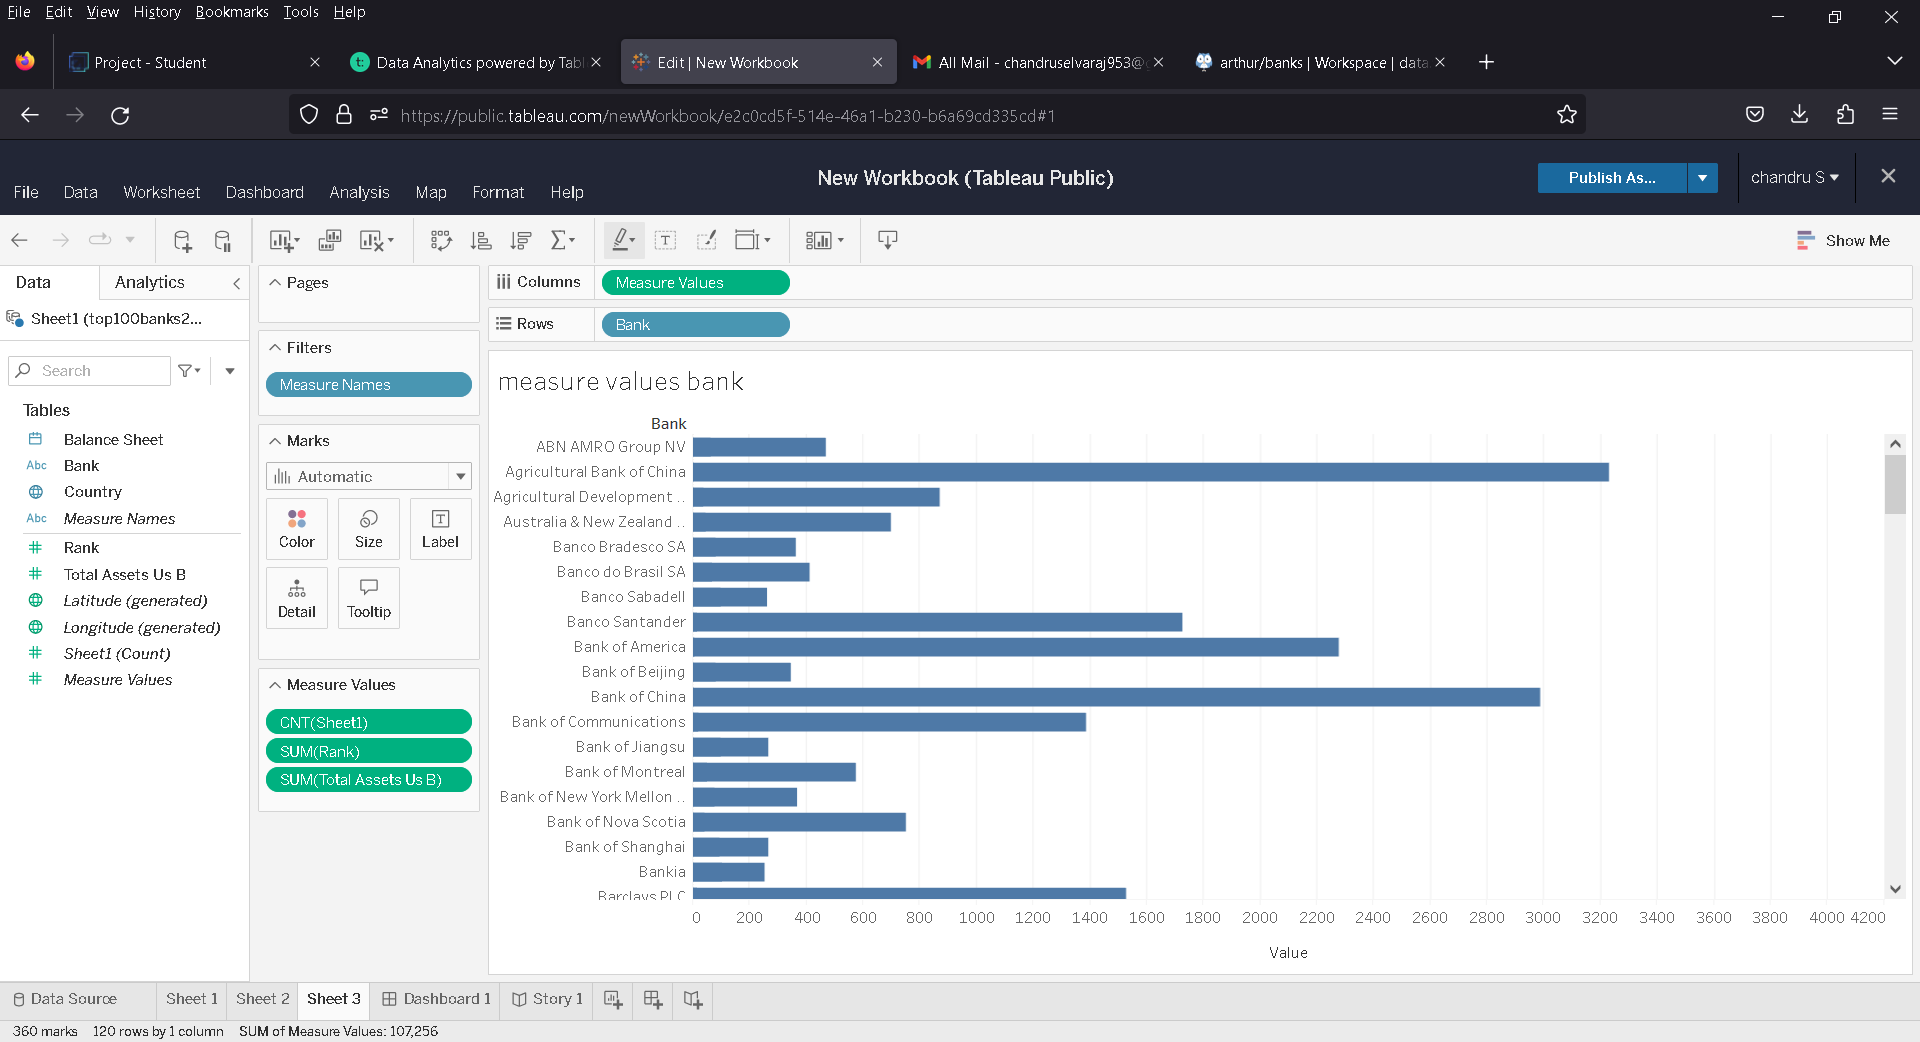 File Edit View History Bookmarks Tools Help
Project - Student
Data Analytics powered by Tabl
Edit | New Workbook
All Mail - chandruselvaraj953@g
arthur/banks | Workspace | data
https://public.tableau.com/newWorkbook/e2c0cd5f-514e-46a1-b230-b6a69cd335cd#1
New Workbook (Tableau Public)
File Data Worksheet Dashboard Analysis Map Format Help
Publish As...
chandru S
Show Me
Data
Analytics
Sheet1 (top100banks2...
Search
Tables
Balance Sheet
Abc Bank
Country
Abc Measure Names
Rank
Total Assets Us B
Latitude (generated)
Longitude (generated)
Sheet1 (Count)
Measure Values
Pages
Filters
Measure Names
Marks
Automatic
Color
Size
Label
Detail
Tooltip
Measure Values
CNT(Sheet1)
SUM(Rank)
SUM(Total Assets Us B)
Columns
Measure Values
Rows
Bank
measure values bank
Bank
ABN AMRO Group NV
Agricultural Bank of China
Agricultural Development ..
Australia & New Zealand ..
Banco Bradesco SA
Banco do Brasil SA
Banco Sabadell
Banco Santander
Bank of America
Bank of Beijing
Bank of China
Bank of Communications
Bank of Jiangsu
Bank of Montreal
Bank of New York Mellon ..
Bank of Nova Scotia
Bank of Shanghai
Bankia
Barclays PLC
0 200 400 600 800 1000 1200 1400 1600 1800 2000 2200 2400 2600 2800 3000 3200 3400 3600 3800 4000 4200
Value
Data Source
Sheet 1
Sheet 2
Sheet 3
Dashboard 1
Story 1
360 marks 120 rows by 1 column SUM of Measure Values: 107,256